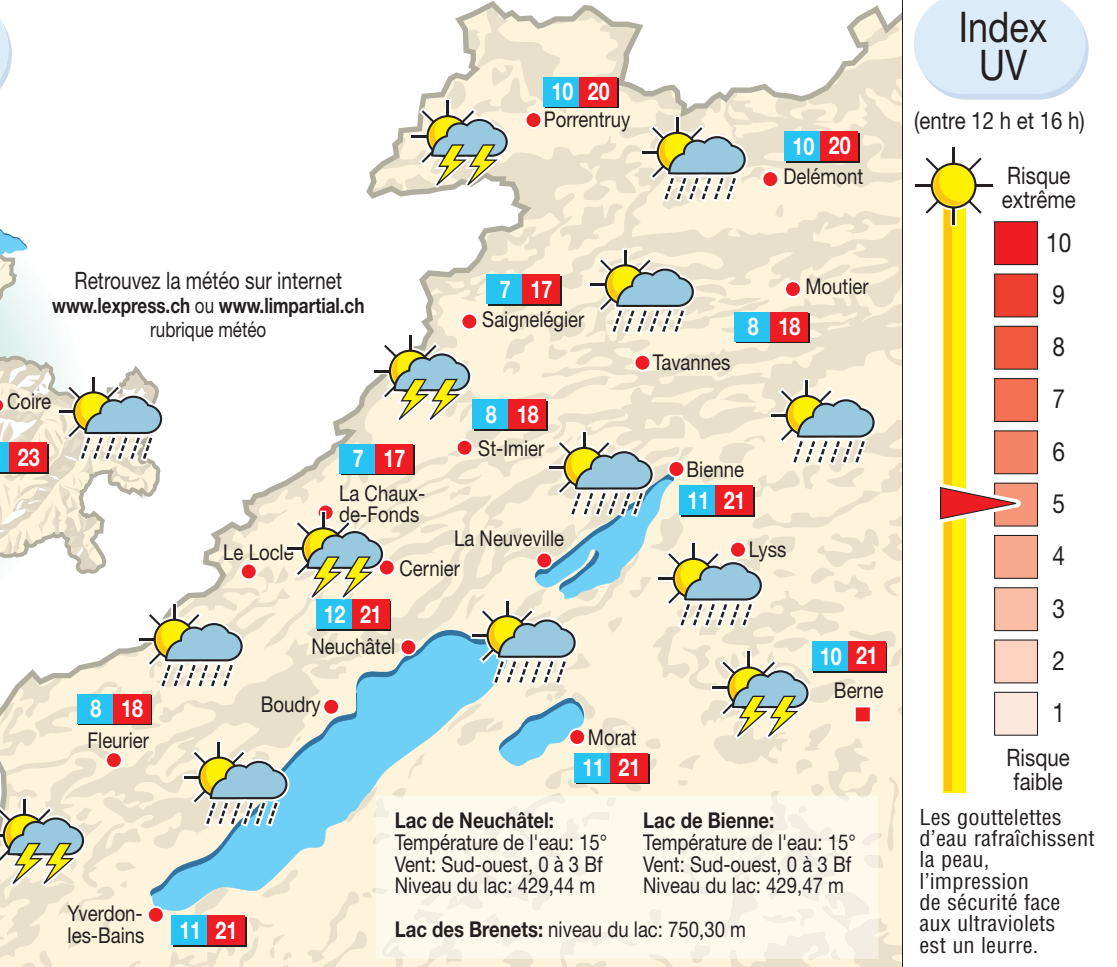 10 20
Porrentruy
10 20
Delémont
Retrouvez la météo sur internet
www.lexpress.ch ou www.limpartial.ch
rubrique météo
7 17
Saignelégier
Moutier
8 18
Tavannes
Coire
23
8 18
St-Imier
7 17
La Chaux-
de-Fonds
Bienne
11 21
La Neuveville
Lyss
Le Locle
Cernier
12 21
Neuchâtel
10 21
Berne
Boudry
8 18
Fleurier
Morat
11 21
Lac de Neuchâtel:
Température de l'eau: 15°
Vent: Sud-ouest, 0 à 3 Bf
Niveau du lac: 429,44 m
Lac de Bienne:
Température de l'eau: 15°
Vent: Sud-ouest, 0 à 3 Bf
Niveau du lac: 429,47 m
Lac des Brenets: niveau du lac: 750,30 m
Yverdon-
les-Bains
11 21
Index
UV
(entre 12 h et 16 h)
Risque
extrême
10
9
8
7
6
5
4
3
2
1
Risque
faible
Les gouttelettes
d'eau rafraîchissent
la peau,
l'impression
de sécurité face
aux ultraviolets
est un leurre.